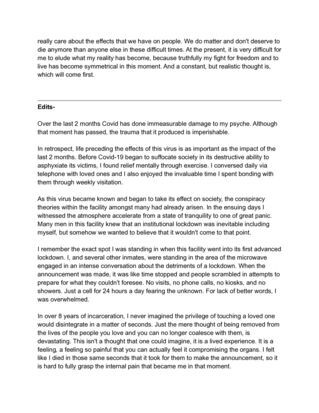 really care about the effects that we have on people. We do matter and don't deserve to
die anymore than anyone else in these difficult times. At the present, it is very difficult for
me to elude what my reality has become, because truthfully my fight for freedom and to
live has become symmetrical in this moment. And a constant, but realistic thought is,
which will come first.
Edits-
Over the last 2 months Covid has done immeasurable damage to my psyche. Although
that moment has passed, the trauma that it produced is imperishable.
In retrospect, life preceding the effects of this virus is as important as the impact of the
last 2 months. Before Covid-19 began to suffocate society in its destructive ability to
asphyxiate its victims, I found relief mentally through exercise. I conversed daily via
telephone with loved ones and I also enjoyed the invaluable time I spent bonding with
them through weekly visitation.
As this virus became known and began to take its effect on society, the conspiracy
theories within the facility amongst many had already arisen. In the ensuing days I
witnessed the atmosphere accelerate from a state of tranquility to one of great panic.
Many men in this facility knew that an institutional lockdown was inevitable including
myself, but somehow we wanted to believe that it wouldn't come to that point.
I remember the exact spot I was standing in when this facility went into its first advanced
lockdown. I, and several other inmates, were standing in the area of the microwave
engaged in an intense conversation about the detriments of a lockdown. When the
announcement was made, it was like time stopped and people scrambled in attempts to
prepare for what they couldn't foresee. No visits, no phone calls, no kiosks, and no
showers. Just a cell for 24 hours a day fearing the unknown. For lack of better words, I
was overwhelmed.
In over 8 years of incarceration, I never imagined the privilege of touching a loved one
would disintegrate in a matter of seconds. Just the mere thought of being removed from
the lives of the people you love and you can no longer coalesce with them, is
devastating. This isn't a thought that one could imagine, it is a lived experience. It is a
feeling, a feeling so painful that you can actually feel it compromising the organs. I felt
like I died in those same seconds that it took for them to make the announcement, so it
is hard to fully grasp the internal pain that became me in that moment.